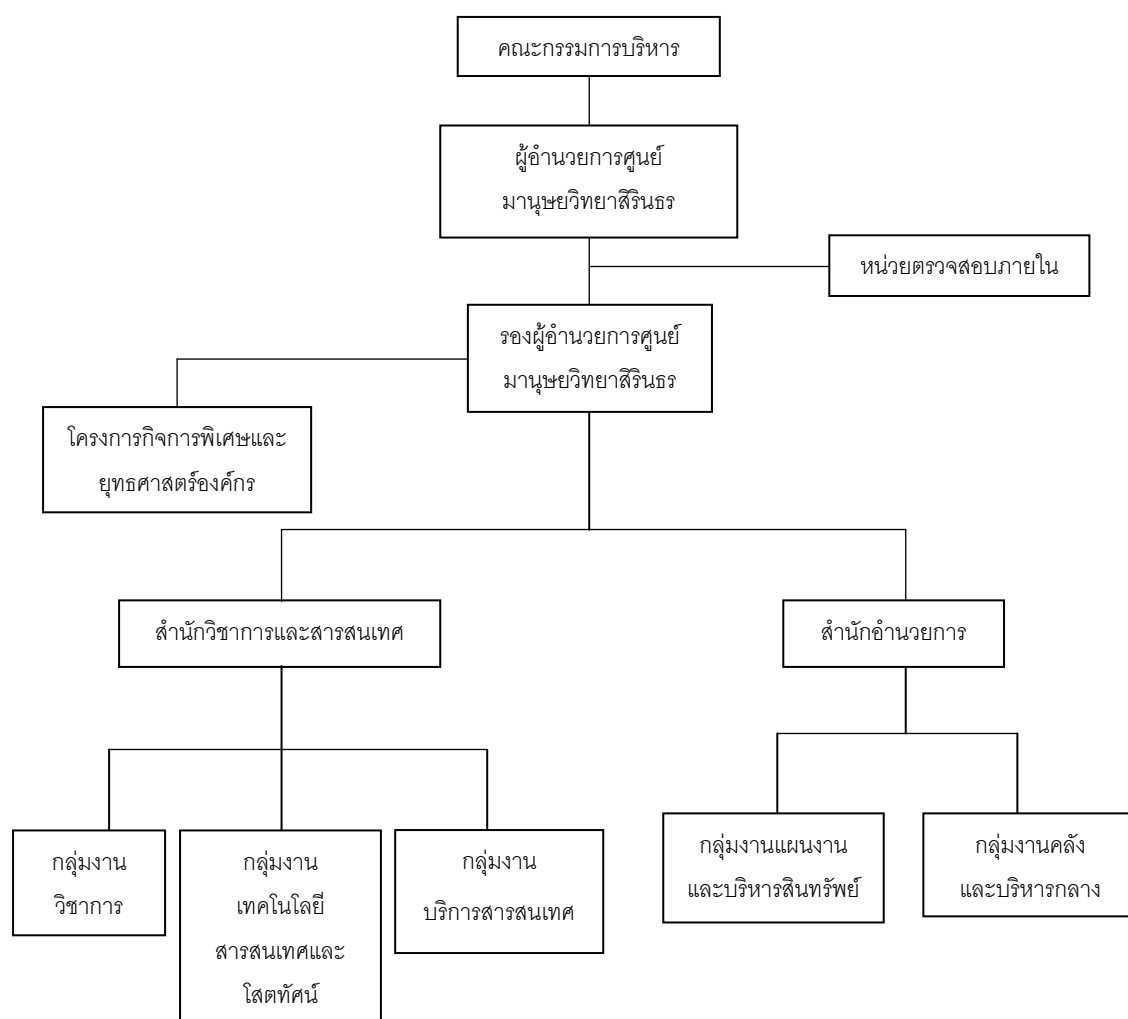 คณะกรรมการบริหาร
ผู้อำนวยการศูนย์
มานุษยวิทยาสิรินธร
หน่วยตรวจสอบภายใน
รองผู้อำนวยการศูนย์
มานุษยวิทยาสิรินธร
โครงการกิจการพิเศษและ
ยุทธศาสตร์องค์กร
สำนักวิชาการและสารสนเทศ
สำนักอำนวยการ
กลุ่มงาน
วิชาการ
กลุ่มงาน
เทคโนโลยี
สารสนเทศและ
โสตทัศน์
กลุ่มงาน
บริการสารสนเทศ
กลุ่มงานแผนงาน
และบริหารสินทรัพย์
กลุ่มงานคลัง
และบริหารกลาง